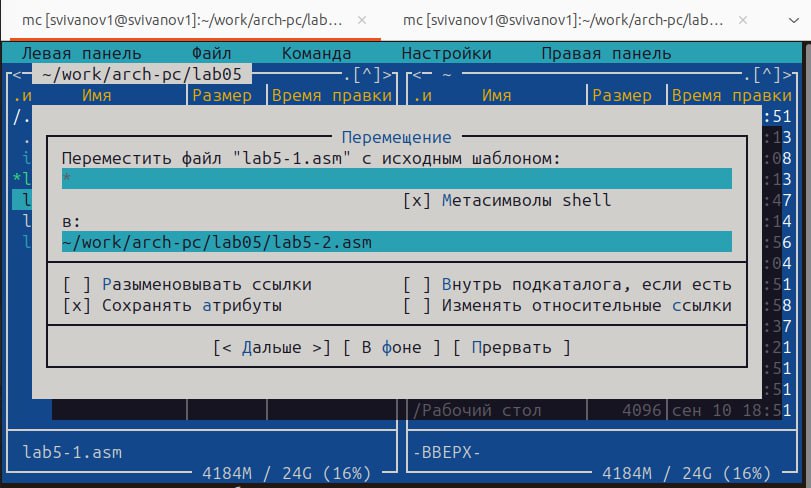 mc [svivanov1@svivanov1]:~/work/arch-pc/lab… × mc [svivanov1@svivanov1]:~/work/arch-pc/lab… ×
Левая панель Файл Команда Настройки Правая панель
<─ ~/work/arch-pc/lab05 .[^]> <─ ~ .[^]>
.и Имя Размер Время правки .и Имя Размер Время правки
/. :51
Перемещение
. :13
Переместить файл "lab5-1.asm" с исходным шаблоном:
i :08
*l * :13
l [x] Метасимволы shell :47
l в: :14
l ~/work/arch-pc/lab05/lab5-2.asm :56
:04
[ ] Разыменовывать ссылки [ ] Внутрь подкаталога, если есть :51
[x] Сохранять атрибуты [ ] Изменять относительные ссылки :58
:37
[< Дальше >] [ В фоне ] [ Прервать ] :21
:51
:51
/Рабочий стол 4096 сен 10 18:51
lab5-1.asm -ВВЕРХ-
4184M / 24G (16%) 4184M / 24G (16%)